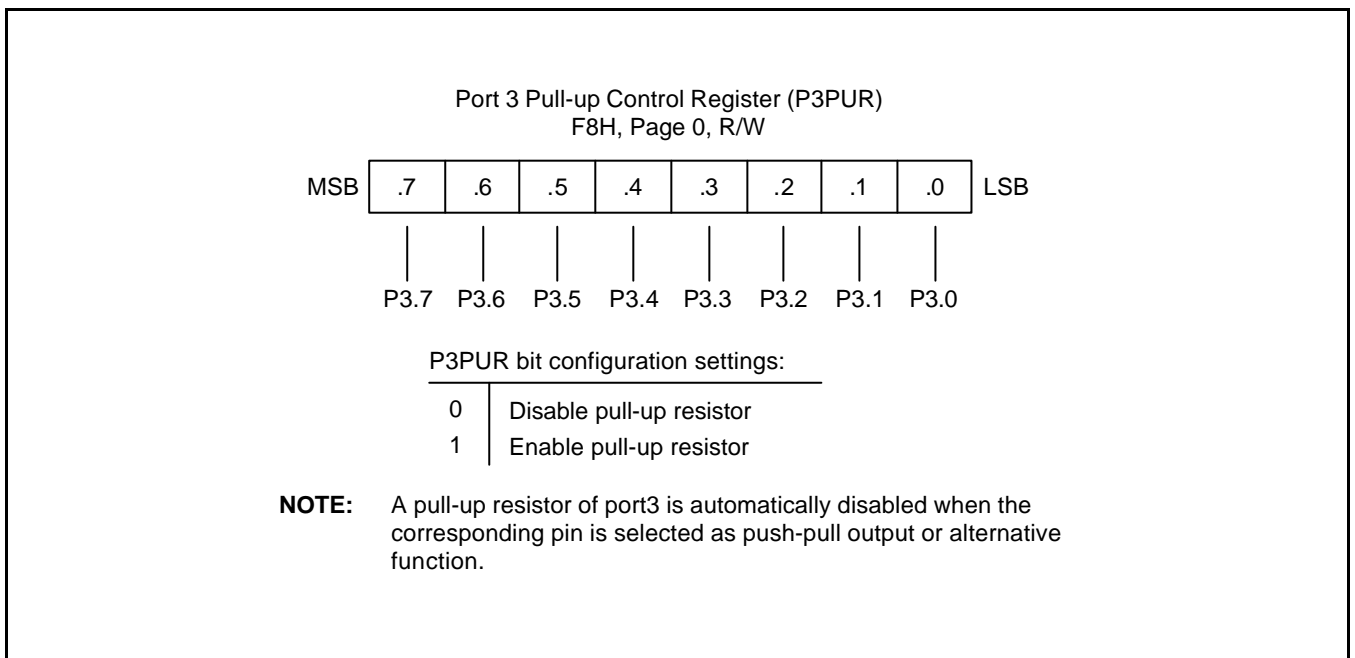 Port 3 Pull-up Control Register (P3PUR)
F8H, Page 0, R/W
MSB .7 .6 .5 .4 .3 .2 .1 .0 LSB
P3.7 P3.6 P3.5 P3.4 P3.3 P3.2 P3.1 P3.0
P3PUR bit configuration settings:
0 Disable pull-up resistor
1 Enable pull-up resistor
NOTE: A pull-up resistor of port3 is automatically disabled when the
corresponding pin is selected as push-pull output or alternative
function.